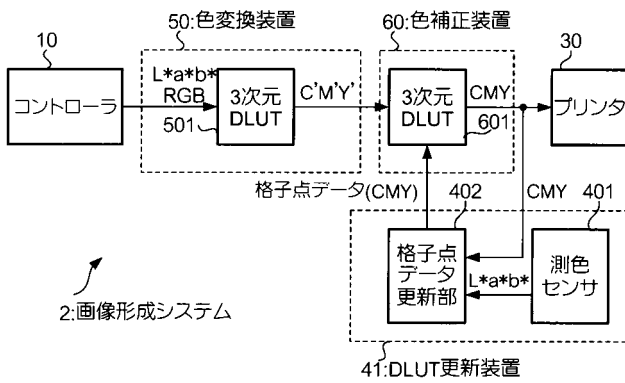 50:色変換装置
60:色補正装置
10
コントローラ
L*a*b*
RGB
501
3次元
DLUT
C'M'Y'
3次元
DLUT
601
CMY
30
プリンタ
格子点データ(CMY)
402
CMY
401
格子点
データ
更新部
L*a*b*
測色
センサ
2:画像形成システム
41:DLUT更新装置